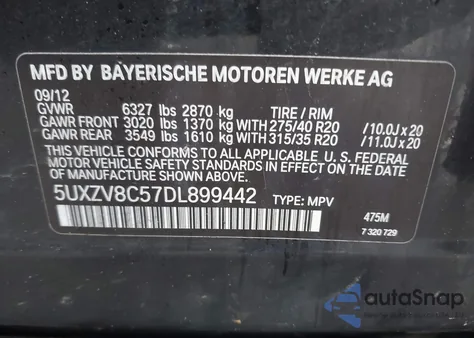 MFD BY BAYERISCHE MOTOREN WERKE AG
09/12
GVWR 6327 lbs 2870 kg TIRE / RIM
GAWR FRONT 3020 lbs 1370 kg WITH 275/40 R20 /10.0J x 20
GAWR REAR 3549 lbs 1610 kg WITH 315/35 R20 /11.0J x 20
THIS VEHICLE CONFORMS TO ALL APPLICABLE U. S. FEDERAL
MOTOR VEHICLE SAFETY STANDARDS IN EFFECT ON THE DATE
OF MANUFACTURE SHOWN ABOVE.
5UXZV8C57DL899442 TYPE: MPV
475M
7 320 729
autoSnap